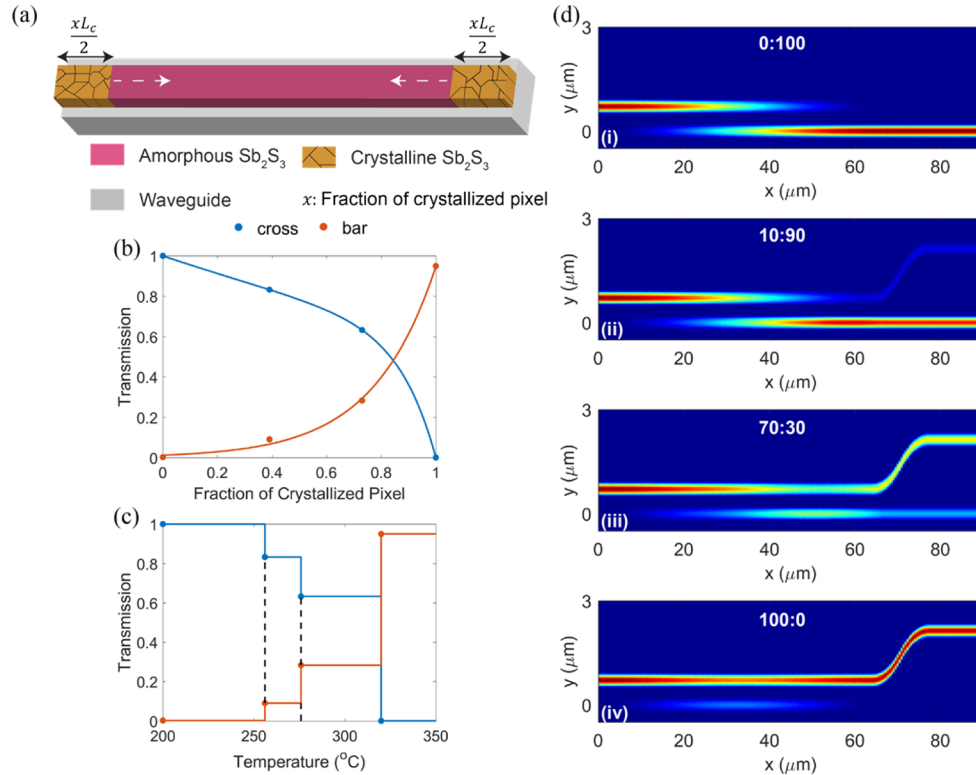 (a)
xL_c/2
xL_c/2
Amorphous Sb₂S₃
Crystalline Sb₂S₃
Waveguide
x: Fraction of crystallized pixel
cross
bar
(b)
Transmission
1
0.8
0.6
0.4
0.2
0
0
0.2
0.4
0.6
0.8
1
Fraction of Crystallized Pixel
(c)
Transmission
1
0.8
0.6
0.4
0.2
0
200
250
300
350
Temperature (°C)
(d)
3
y (μm)
0
0:100
(i)
0
20
40
60
80
x (μm)
3
y (μm)
0
10:90
(ii)
0
20
40
60
80
x (μm)
3
y (μm)
0
70:30
(iii)
0
20
40
60
80
x (μm)
3
y (μm)
0
100:0
(iv)
0
20
40
60
80
x (μm)